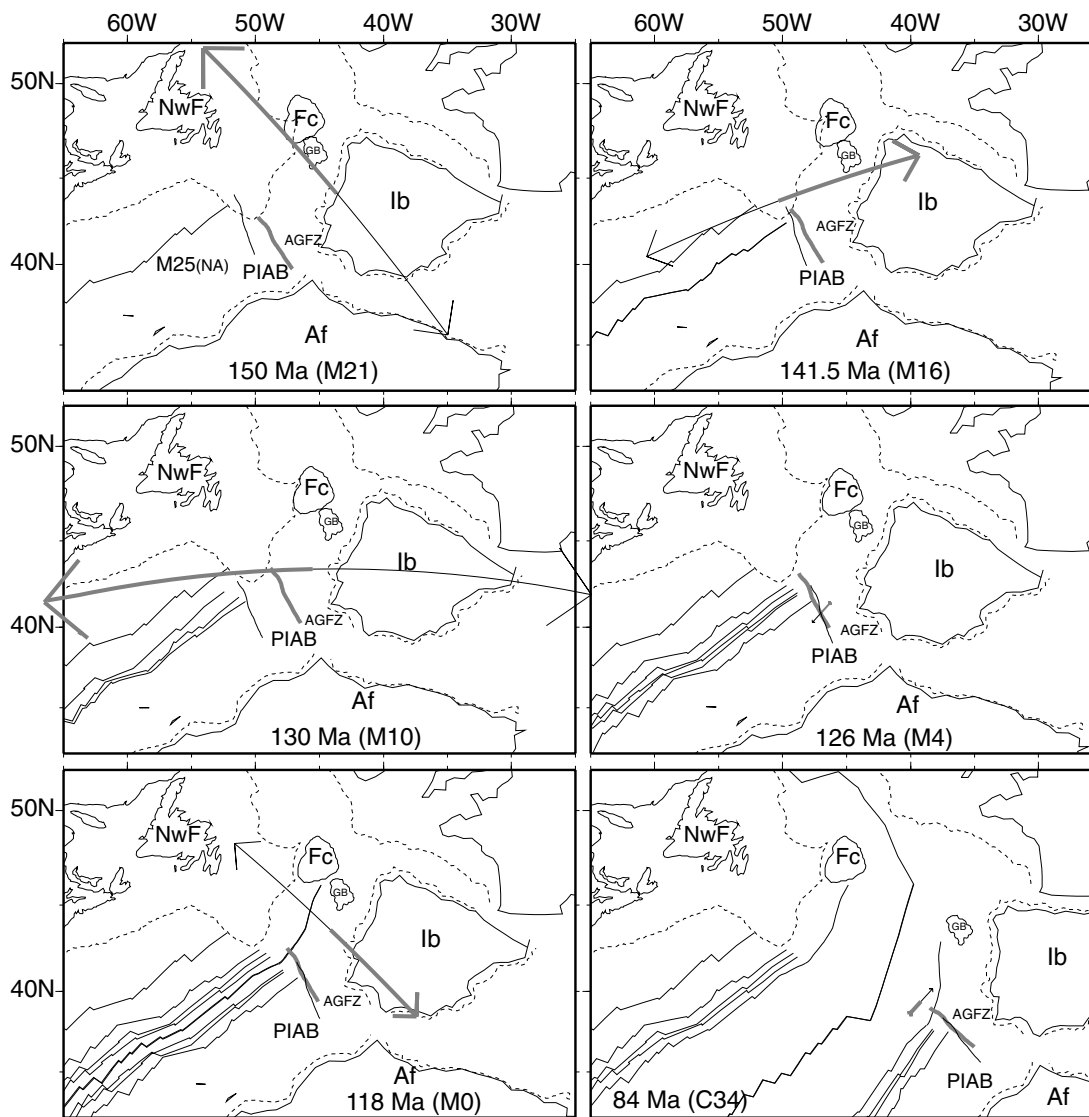 60W 50W 40W 30W 60W 50W 40W 30W
50N
NwF
Fc
GB
Ib
40N
M25(NA)
PIAB
AGFZ
Af
150 Ma (M21)
NwF
Fc
GB
Ib
AGFZ
PIAB
Af
141.5 Ma (M16)
50N
NwF
Fc
GB
Ib
40N
AGFZ
PIAB
Af
130 Ma (M10)
NwF
Fc
GB
Ib
AGFZ
PIAB
Af
126 Ma (M4)
50N
NwF
Fc
GB
Ib
40N
AGFZ
PIAB
Af
118 Ma (M0)
NwF
Fc
GB
Ib
AGFZ
PIAB
84 Ma (C34)
Af